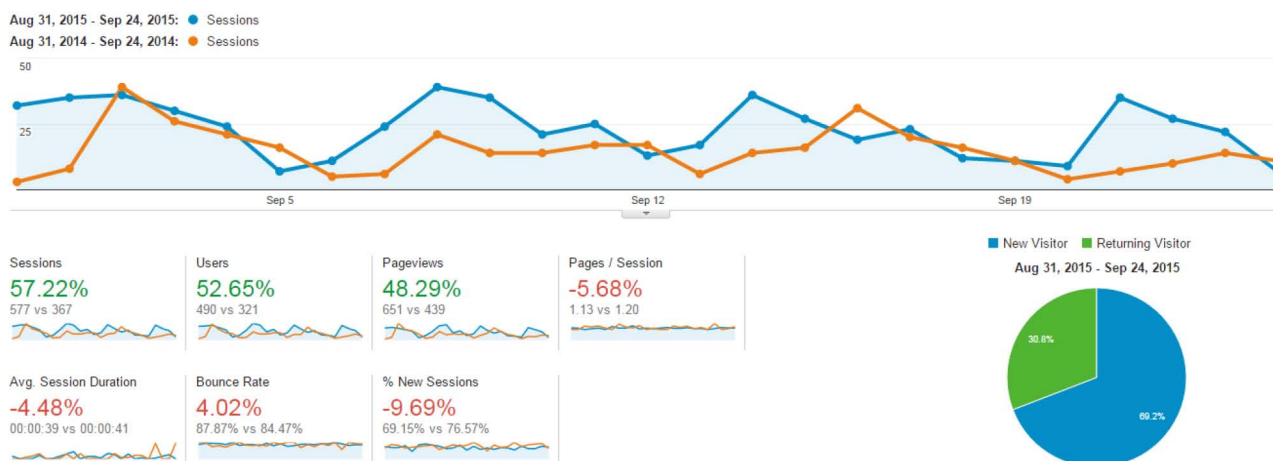 Aug 31, 2015 - Sep 24, 2015: Sessions
Aug 31, 2014 - Sep 24, 2014: Sessions
50
25
Sep 5 Sep 12 Sep 19
New Visitor Returning Visitor
Aug 31, 2015 - Sep 24, 2015
30.8%
69.2%
Sessions
57.22%
577 vs 367
Users
52.65%
490 vs 321
Pageviews
48.29%
651 vs 439
Pages / Session
-5.68%
1.13 vs 1.20
Avg. Session Duration
-4.48%
00:00:39 vs 00:00:41
Bounce Rate
4.02%
87.87% vs 84.47%
% New Sessions
-9.69%
69.15% vs 76.57%